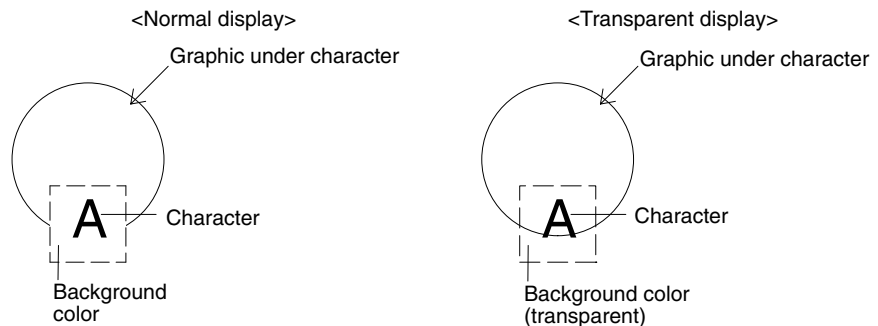 <Normal display>
Graphic under character
A
Character
Background
color
<Transparent display>
Graphic under character
A
Character
Background color
(transparent)